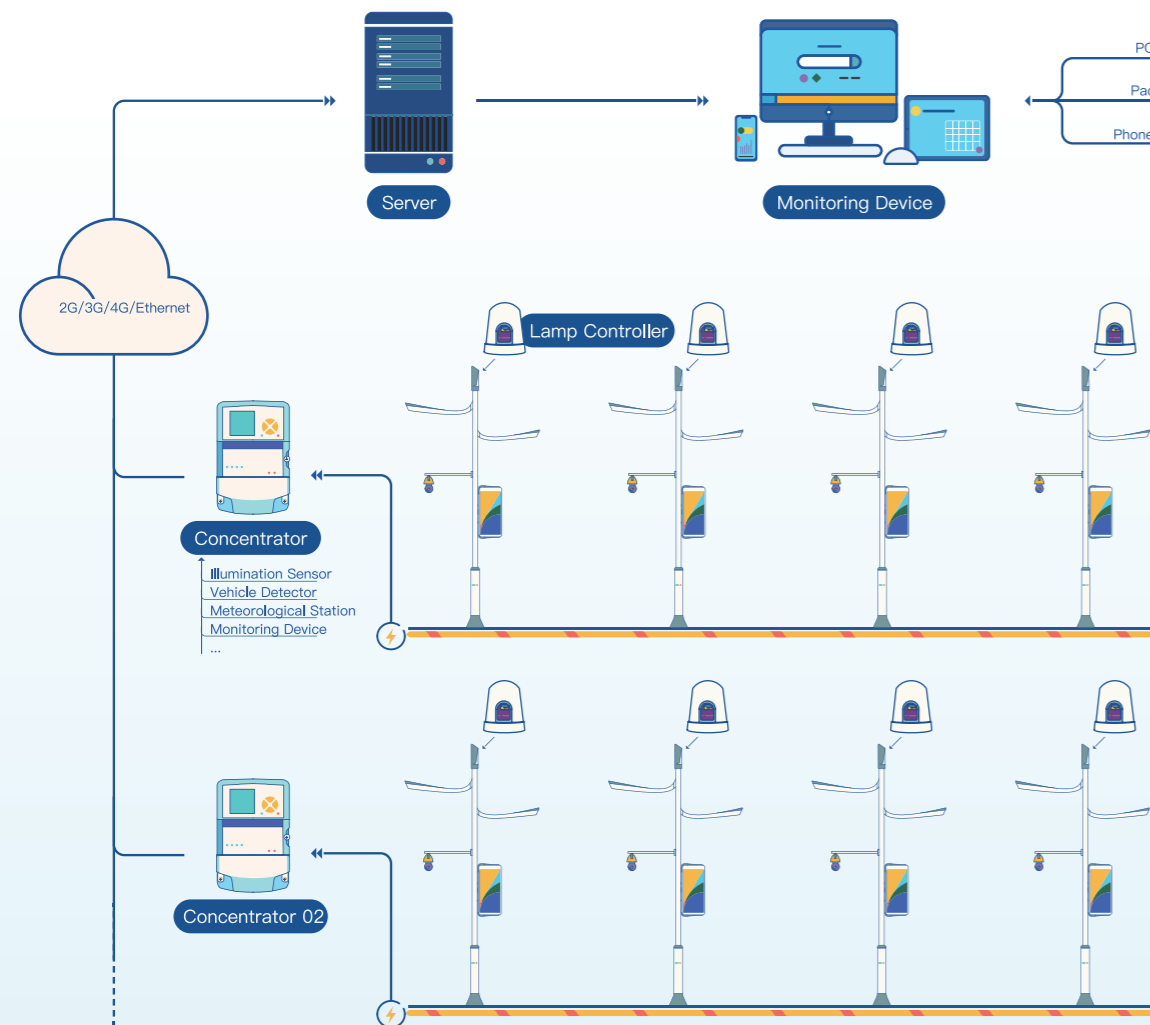 PC
Pad
Phone
Server
Monitoring Device
2G/3G/4G/Ethernet
Lamp Controller
Concentrator
Illumination Sensor
Vehicle Detector
Meteorological Station
Monitoring Device
...
Concentrator 02